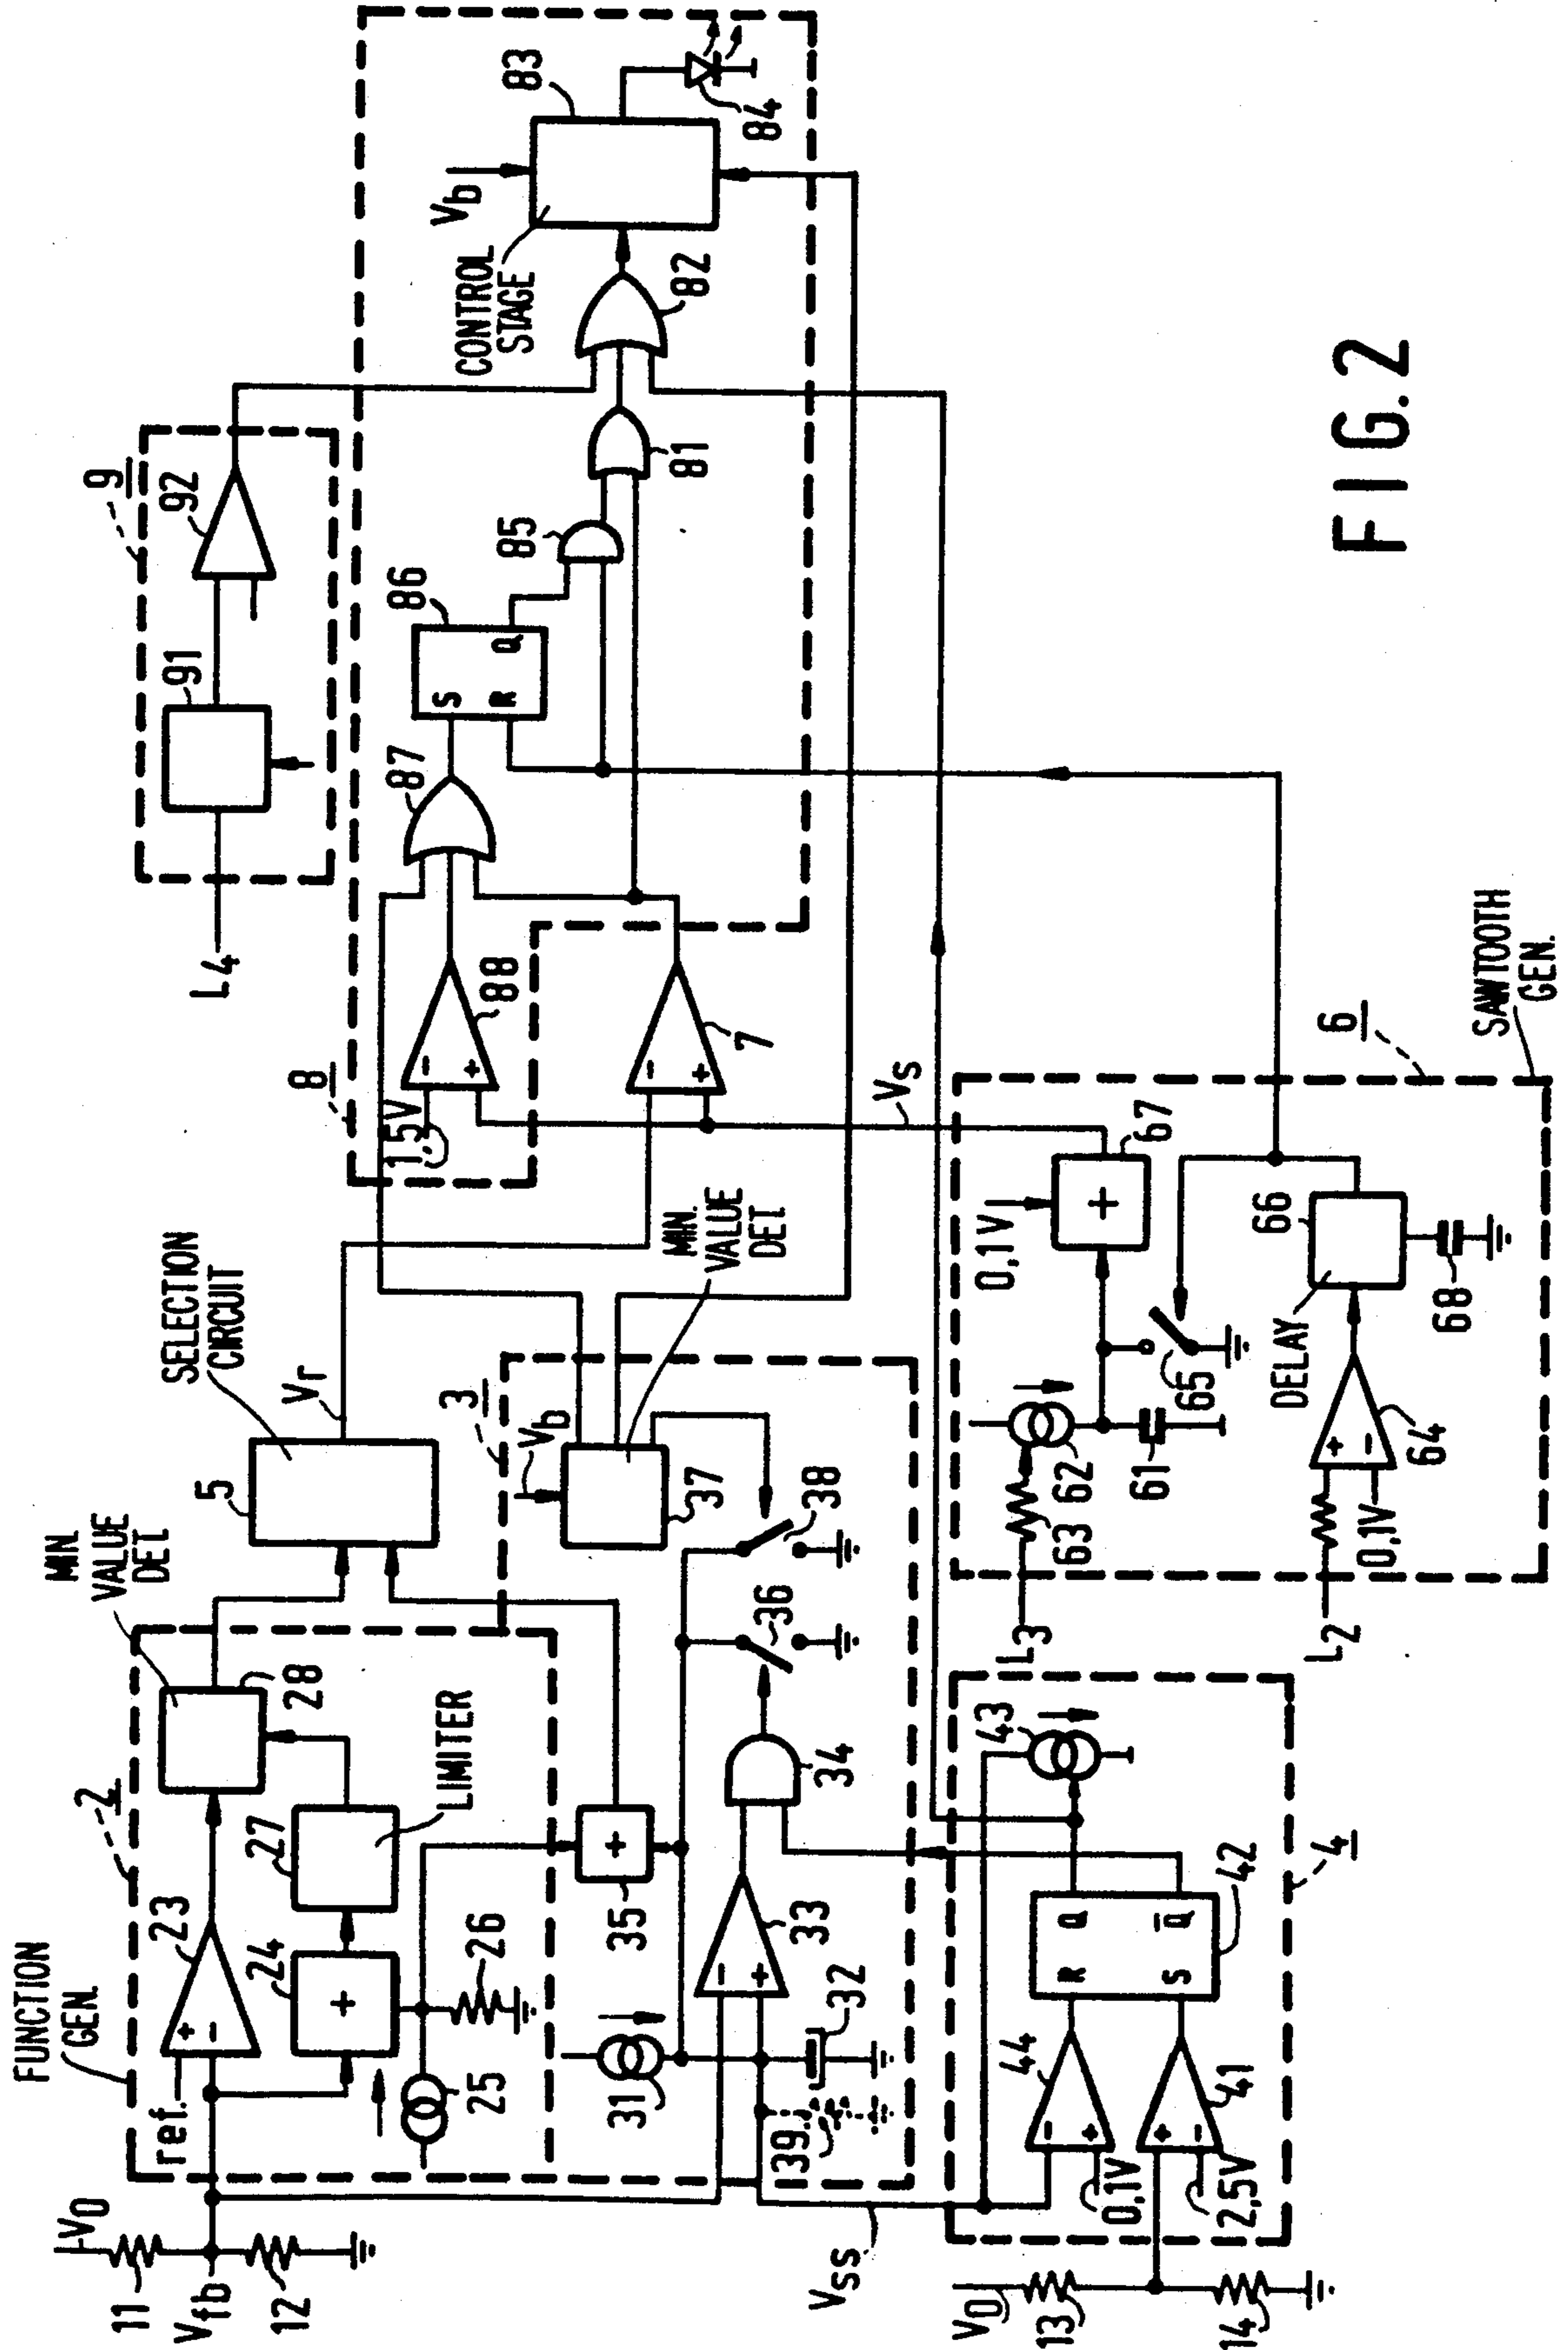 9
92
91
L4
83
Vb
84
CONTROL
STAGE
82
81
85
86
S
R
Q
87
88
-
+
1,5V
8
7
-
+
Vs
SELECTION
CIRCUIT
Vr
5
MIN.
VALUE
DET.
MIN.
VALUE
DET.
3
Vb
37
38
36
28
2
27
LIMITER
23
24
+
-
+
FUNCTION
GEN.
ref.
25
26
35
+
34
33
-
+
31
32
39
V0
11
Vfb
12
Vss
V0
13
14
44
-
+
0,1V
41
+
-
2,5V
R
S
Q
Q̅
42
43
4
6
SAWTOOTH
GEN.
67
+
0,1V
66
DELAY
68
65
62
61
63
64
+
-
0,1V
L3
L2
FIG.2